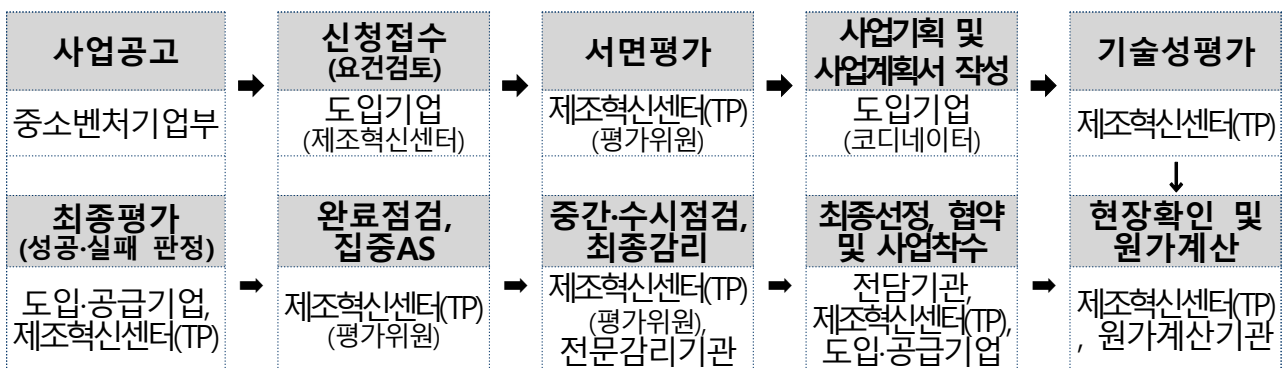 사업공고
중소벤처기업부
➡
신청접수
(요건검토)
도입기업
(제조혁신센터)
➡
서면평가
제조혁신센터(TP)
(평가위원)
➡
사업기획 및
사업계획서 작성
도입기업
(코디네이터)
➡
기술성평가
제조혁신센터(TP)
↓
최종평가
(성공·실패 판정)
도입·공급기업,
제조혁신센터(TP)
➡
완료점검,
집중AS
제조혁신센터(TP)
(평가위원)
➡
중간·수시점검,
최종감리
제조혁신센터(TP)
(평가위원),
전문감리기관
➡
최종선정, 협약
및 사업착수
전담기관,
제조혁신센터(TP),
도입·공급기업
➡
현장확인 및
원가계산
제조혁신센터(TP)
, 원가계산기관